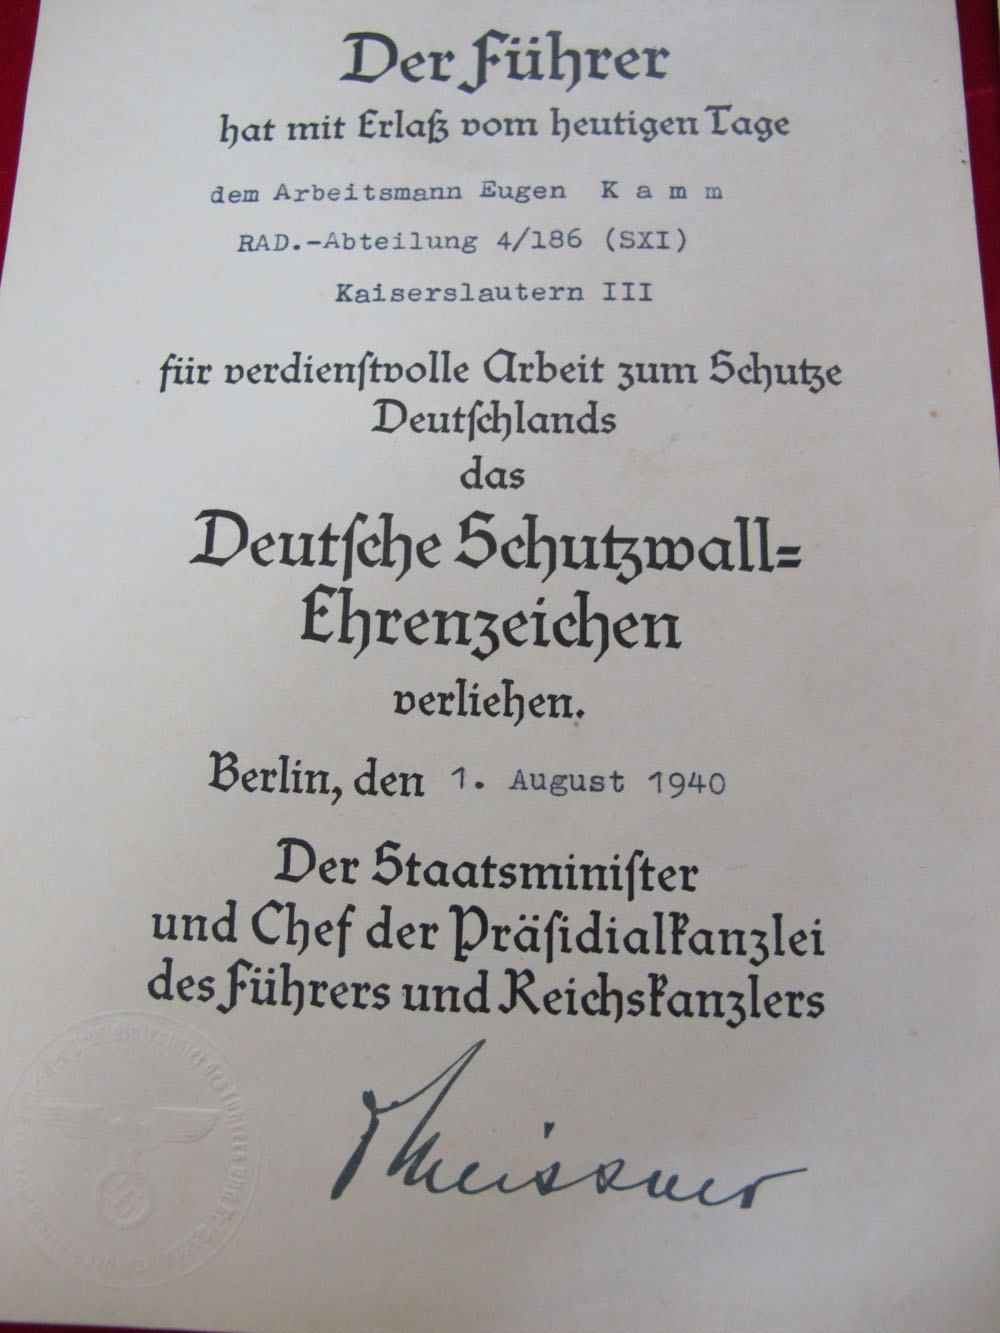 Der Führer
hat mit Erlaß vom heutigen Tage
dem Arbeitsmann Eugen K a m m
RAD.-Abteilung 4/186 (SXI)
Kaiserslautern III
für verdienstvolle Arbeit zum Schutze
Deutschlands
das
Deutsche Schutzwall=
Ehrenzeichen
verliehen.
Berlin, den 1. August 1940
Der Staatsminister
und Chef der Präsidialkanzlei
des Führers und Reichskanzlers
Meissner